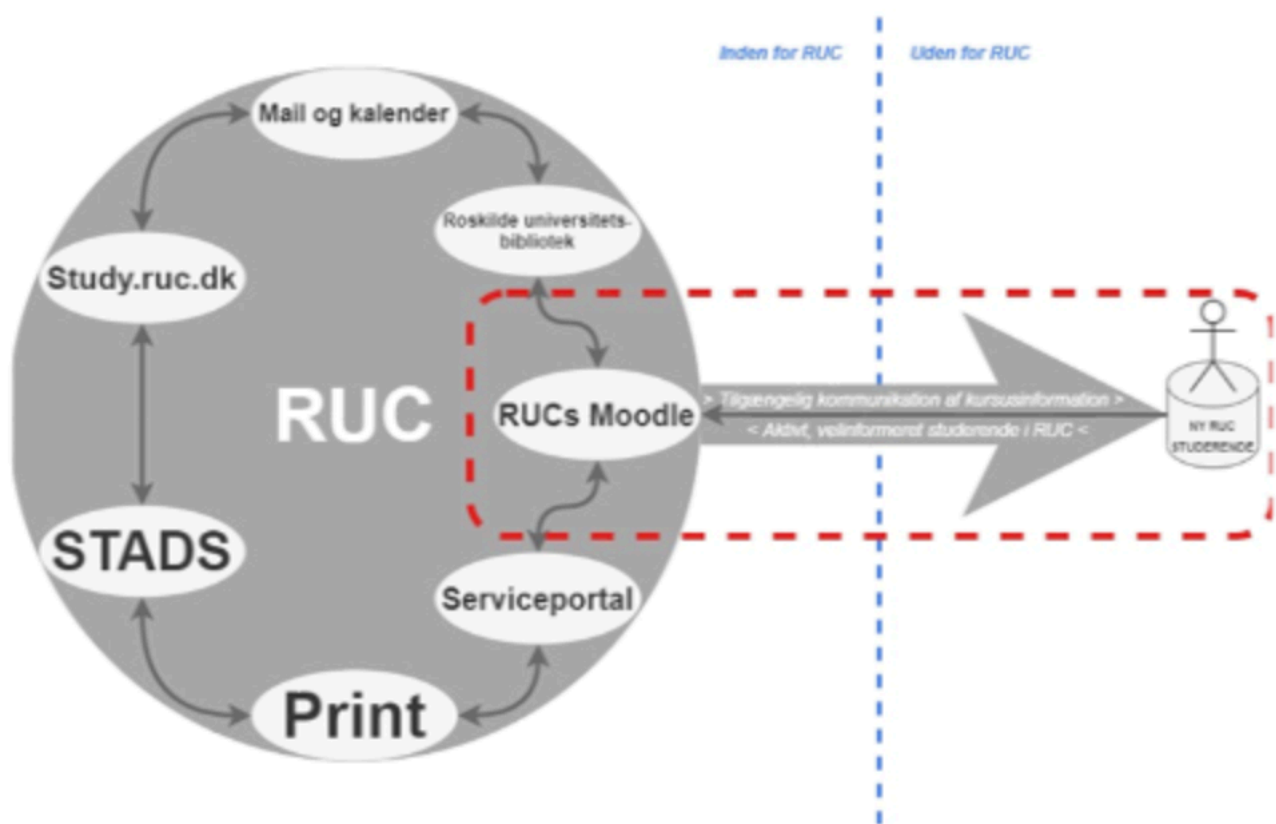 Inden for RUC
Uden for RUC
Mail og kalender
Roskilde universitets-
bibliotek
Study.ruc.dk
RUC
RUCs Moodle
> Tilgængelig kommunikation af kursusinformation >
< Aktivt, velinformeret studerende i RUC <
NY RUC
STUDERENDE
STADS
Serviceportal
Print